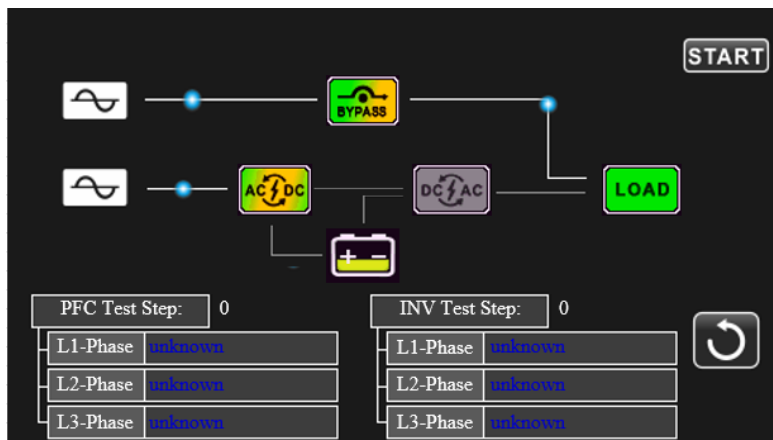 START
BYPASS
AC DC
DC AC
LOAD
+ −
PFC Test Step: 0
L1-Phase unknown
L2-Phase unknown
L3-Phase unknown
INV Test Step: 0
L1-Phase unknown
L2-Phase unknown
L3-Phase unknown